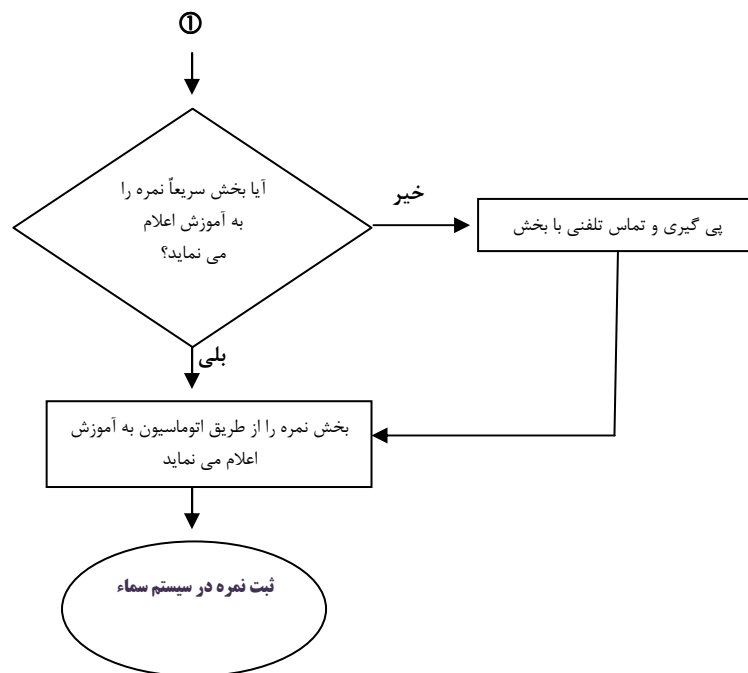 ①
آیا بخش سریعاً نمره را
به آموزش اعلام
می نماید؟
خیر
پی گیری و تماس تلفنی با بخش
بلی
بخش نمره را از طریق اتوماسیون به آموزش
اعلام می نماید
ثبت نمره در سیستم سماء